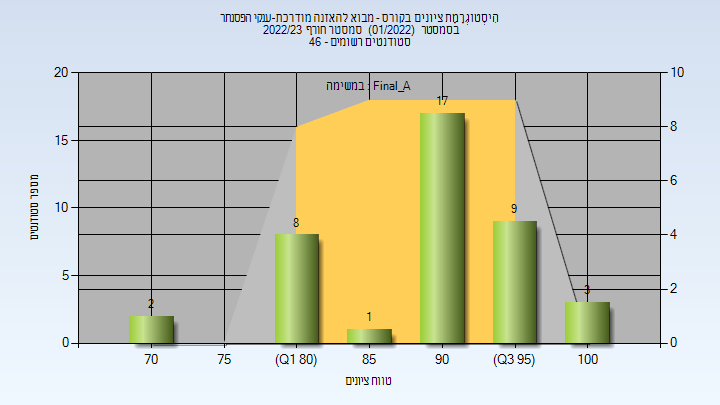 היסטוגרמת ציונים בקורס - מבוא להאזנה מודרכת-ענקי הפסנתר
בסמסטר (01/2022) סמסטר חורף 2022/23
סטודנטים רשומים - 46
במשימה : Final_A
20
15
10
5
0
מספר סטודנטים
10
8
6
4
2
0
2
8
1
17
9
3
70
75
(Q1 80)
85
90
(Q3 95)
100
טווח ציונים